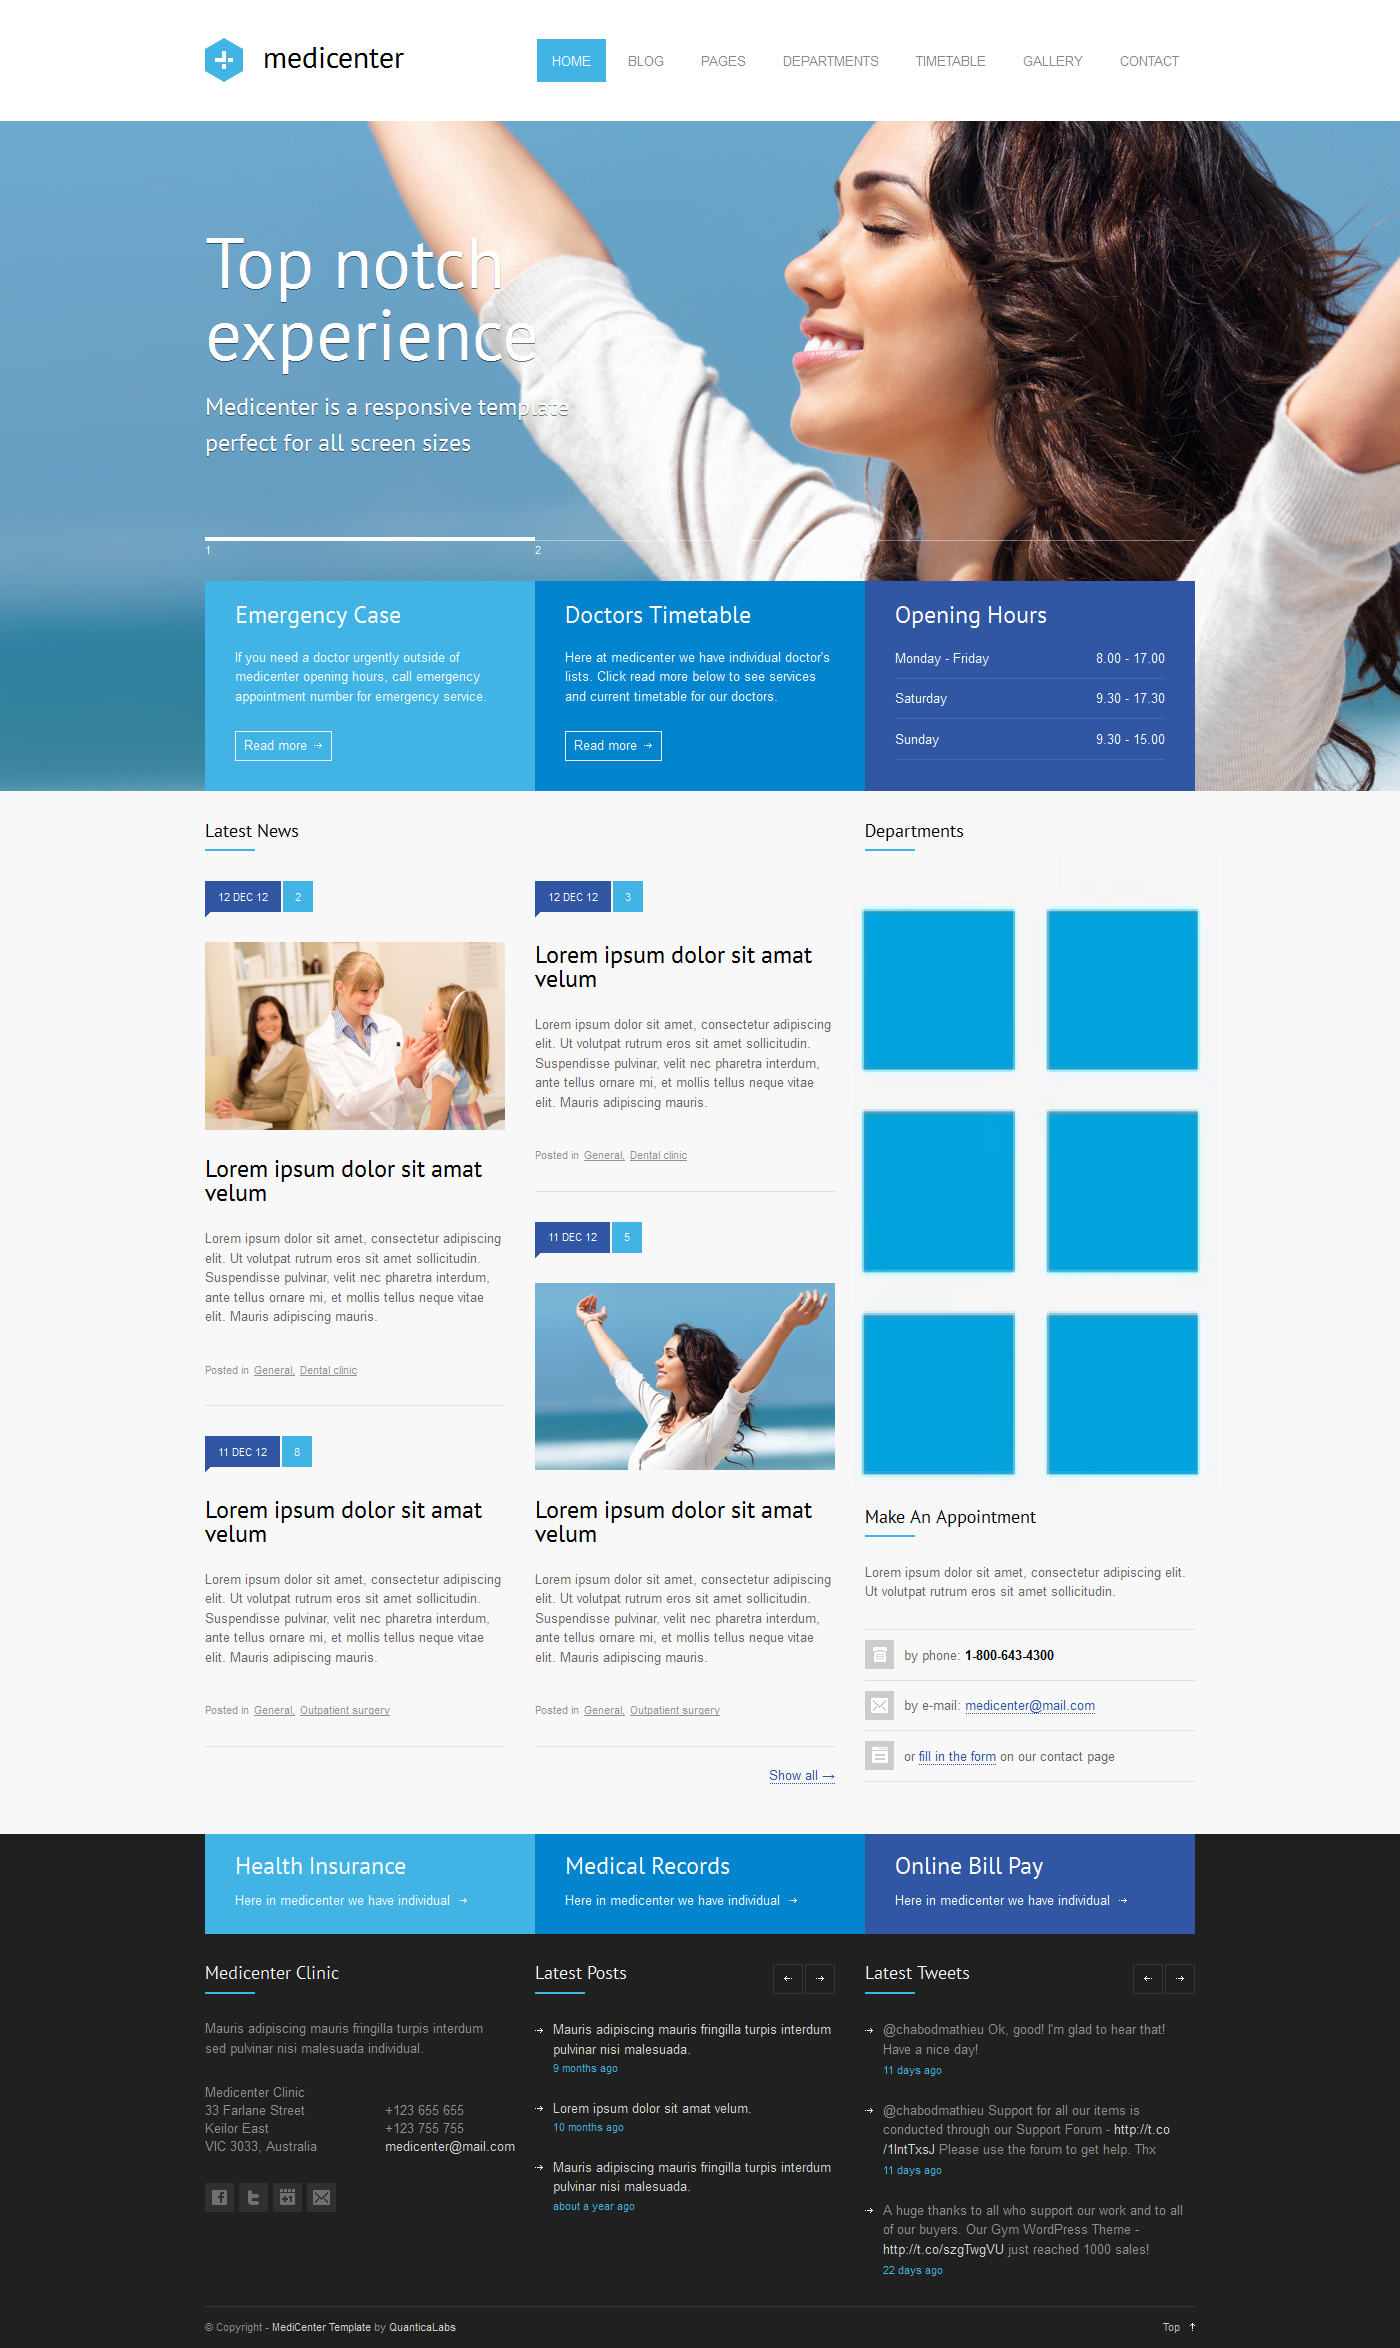 medicenter
HOME BLOG PAGES DEPARTMENTS TIMETABLE GALLERY CONTACT
Top notch
experience
Medicenter is a responsive template
perfect for all screen sizes
1 2
Emergency Case
If you need a doctor urgently outside of
medicenter opening hours, call emergency
appointment number for emergency service.
Read more
Doctors Timetable
Here at medicenter we have individual doctor's
lists. Click read more below to see services
and current timetable for our doctors.
Read more
Opening Hours
Monday - Friday 8.00 - 17.00
Saturday 9.30 - 17.30
Sunday 9.30 - 15.00
Latest News
12 DEC 12 2
Lorem ipsum dolor sit amat
velum
Lorem ipsum dolor sit amet, consectetur adipiscing
elit. Ut volutpat rutrum eros sit amet sollicitudin.
Suspendisse pulvinar, velit nec pharetra interdum,
ante tellus ornare mi, et mollis tellus neque vitae
elit. Mauris adipiscing mauris.
Posted in General, Dental clinic
11 DEC 12 8
Lorem ipsum dolor sit amat
velum
Lorem ipsum dolor sit amet, consectetur adipiscing
elit. Ut volutpat rutrum eros sit amet sollicitudin.
Suspendisse pulvinar, velit nec pharetra interdum,
ante tellus ornare mi, et mollis tellus neque vitae
elit. Mauris adipiscing mauris.
Posted in General, Outpatient surgery
12 DEC 12 3
Lorem ipsum dolor sit amat
velum
Lorem ipsum dolor sit amet, consectetur adipiscing
elit. Ut volutpat rutrum eros sit amet sollicitudin.
Suspendisse pulvinar, velit nec pharetra interdum,
ante tellus ornare mi, et mollis tellus neque vitae
elit. Mauris adipiscing mauris.
Posted in General, Dental clinic
11 DEC 12 5
Lorem ipsum dolor sit amat
velum
Lorem ipsum dolor sit amet, consectetur adipiscing
elit. Ut volutpat rutrum eros sit amet sollicitudin.
Suspendisse pulvinar, velit nec pharetra interdum,
ante tellus ornare mi, et mollis tellus neque vitae
elit. Mauris adipiscing mauris.
Posted in General, Outpatient surgery
Show all →
Departments
Make An Appointment
Lorem ipsum dolor sit amet, consectetur adipiscing elit.
Ut volutpat rutrum eros sit amet sollicitudin.
by phone: 1-800-643-4300
by e-mail: medicenter@mail.com
or fill in the form on our contact page
Health Insurance
Here in medicenter we have individual
Medical Records
Here in medicenter we have individual
Online Bill Pay
Here in medicenter we have individual
Medicenter Clinic
Mauris adipiscing mauris fringilla turpis interdum
sed pulvinar nisi malesuada individual.
Medicenter Clinic
33 Farlane Street +123 655 655
Keilor East +123 755 755
VIC 3033, Australia medicenter@mail.com
Latest Posts
Mauris adipiscing mauris fringilla turpis interdum
pulvinar nisi malesuada.
9 months ago
Lorem ipsum dolor sit amat velum.
10 months ago
Mauris adipiscing mauris fringilla turpis interdum
pulvinar nisi malesuada.
about a year ago
Latest Tweets
@chabodmathieu Ok, good! I'm glad to hear that!
Have a nice day!
11 days ago
@chabodmathieu Support for all our items is
conducted through our Support Forum - http://t.co
/1IntTxsJ Please use the forum to get help. Thx
11 days ago
A huge thanks to all who support our work and to all
of our buyers. Our Gym WordPress Theme -
http://t.co/szgTwgVU just reached 1000 sales!
22 days ago
© Copyright - MediCenter Template by QuanticaLabs
Top ↑